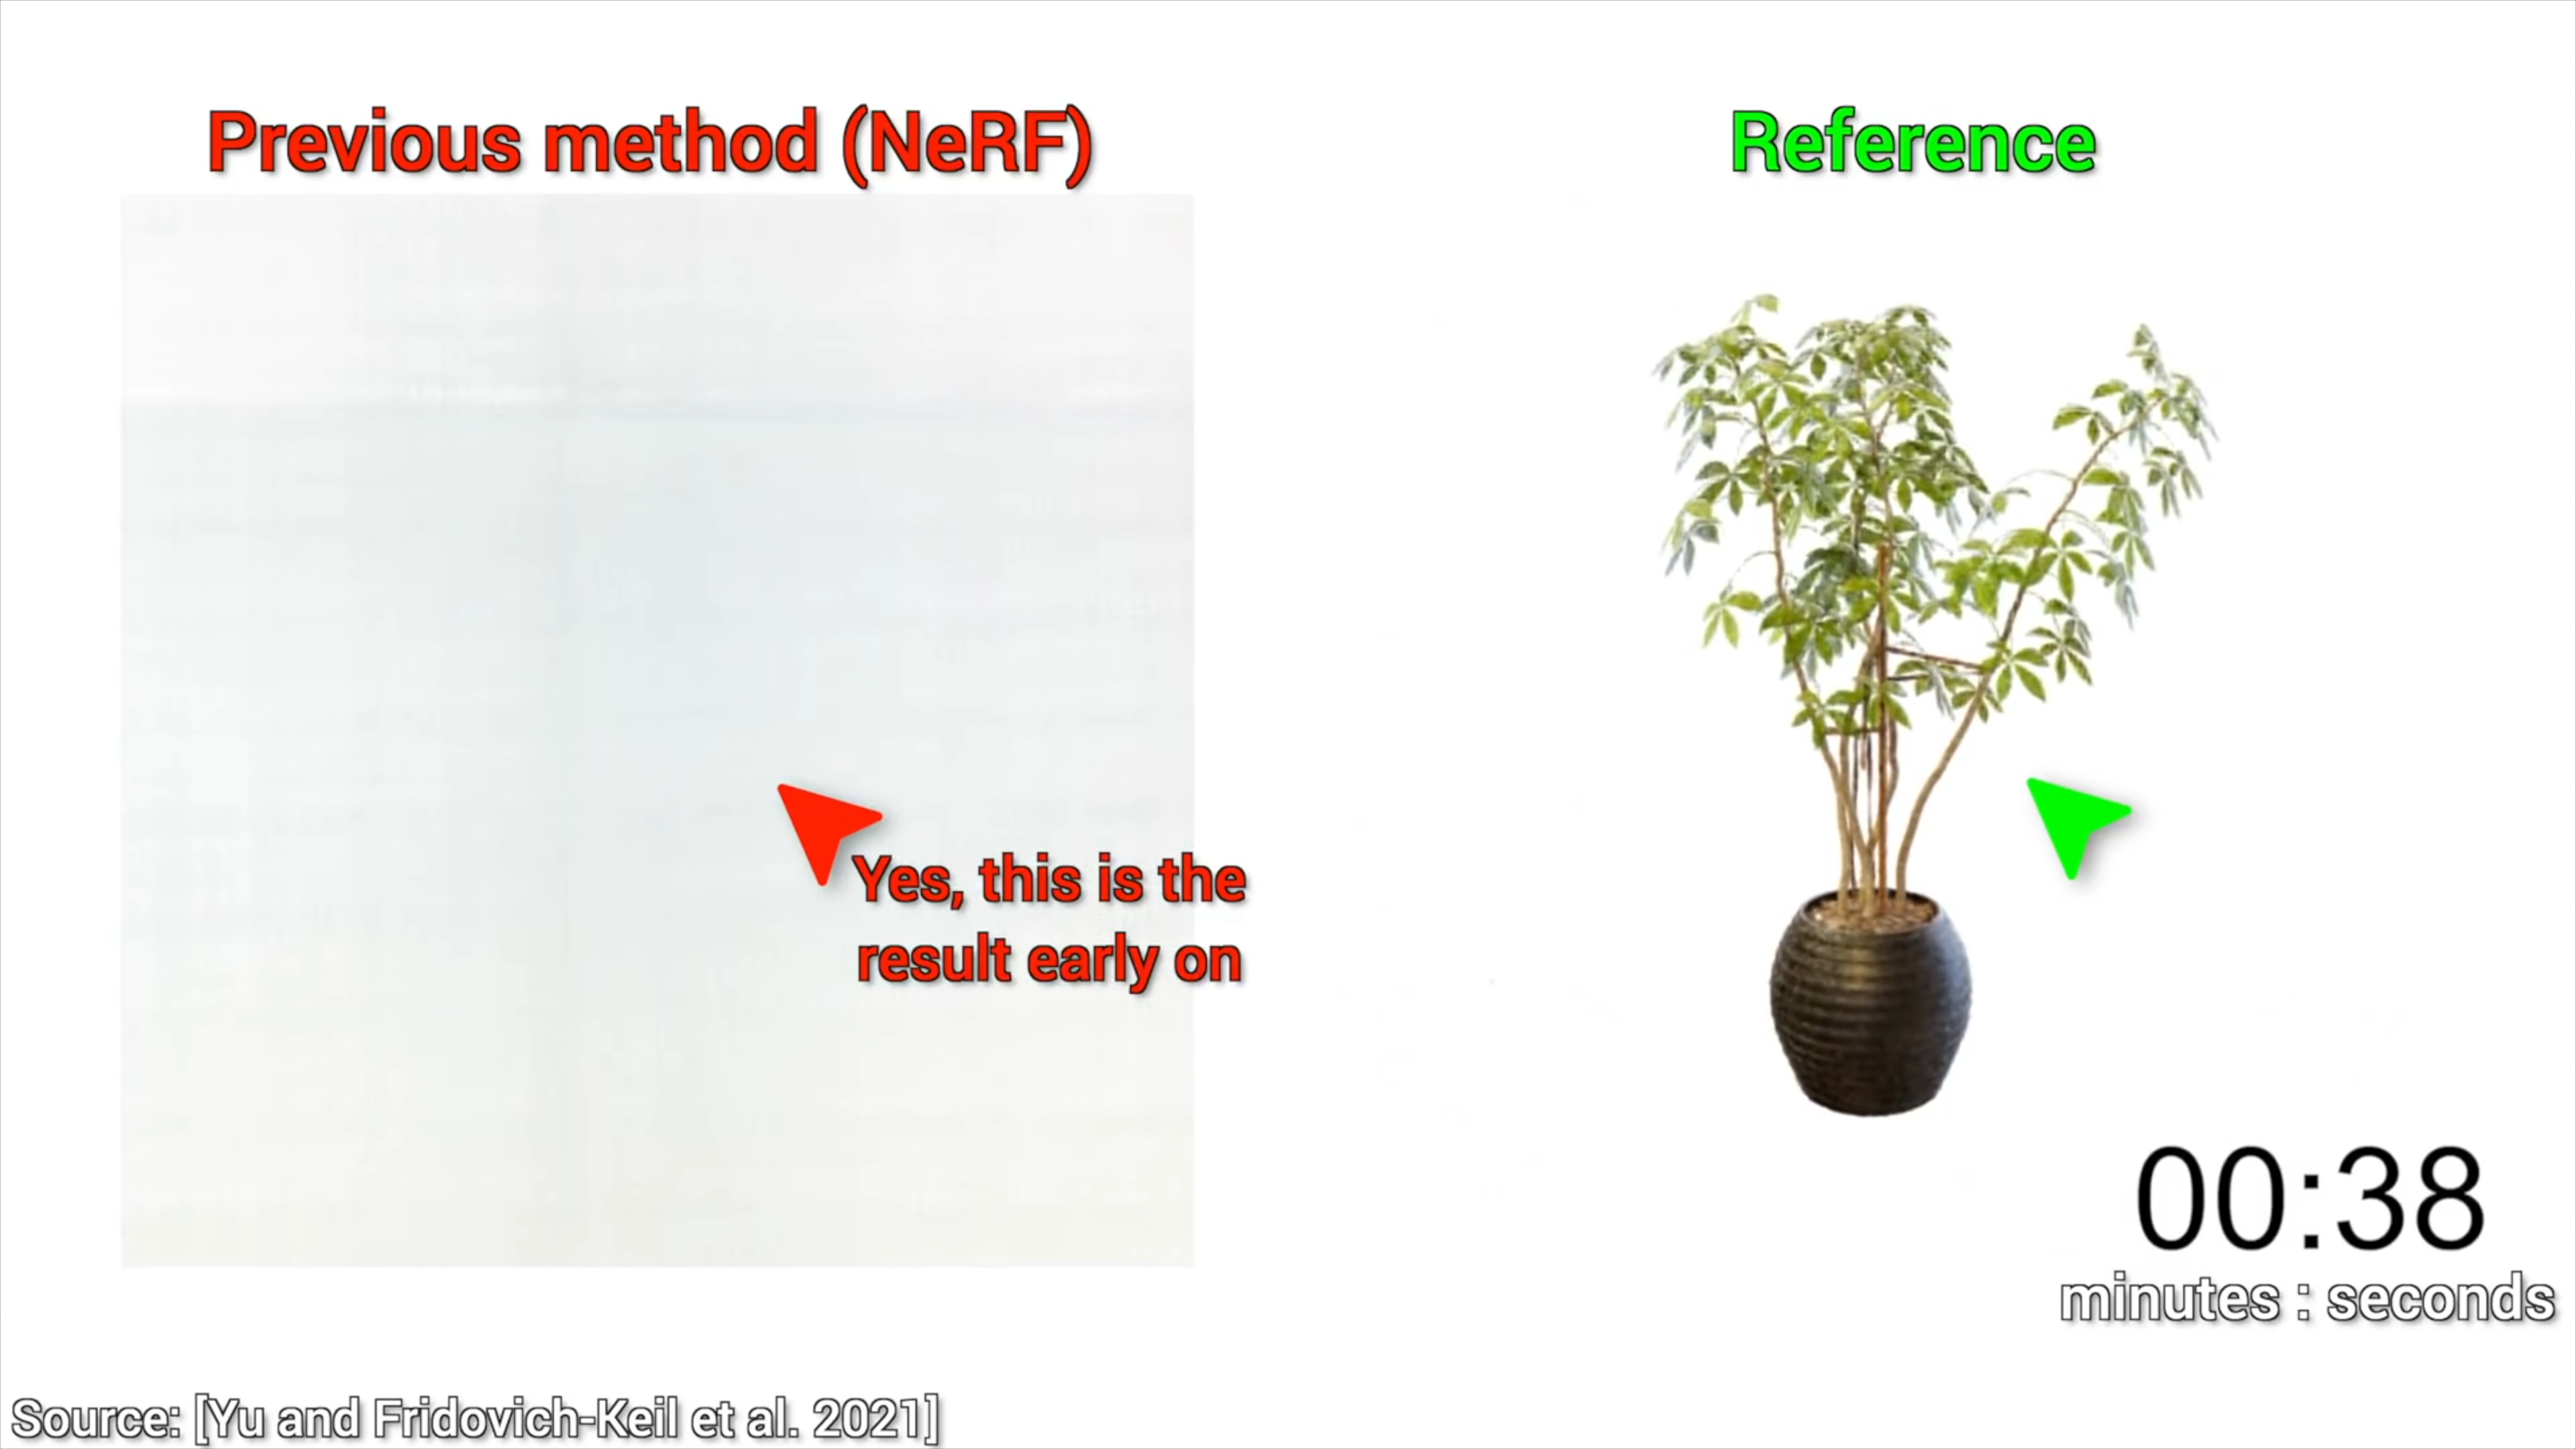 Previous method (NeRF)
Reference
Yes, this is the
result early on
00:38
minutes : seconds
Source: [Yu and Fridovich-Keil et al. 2021]